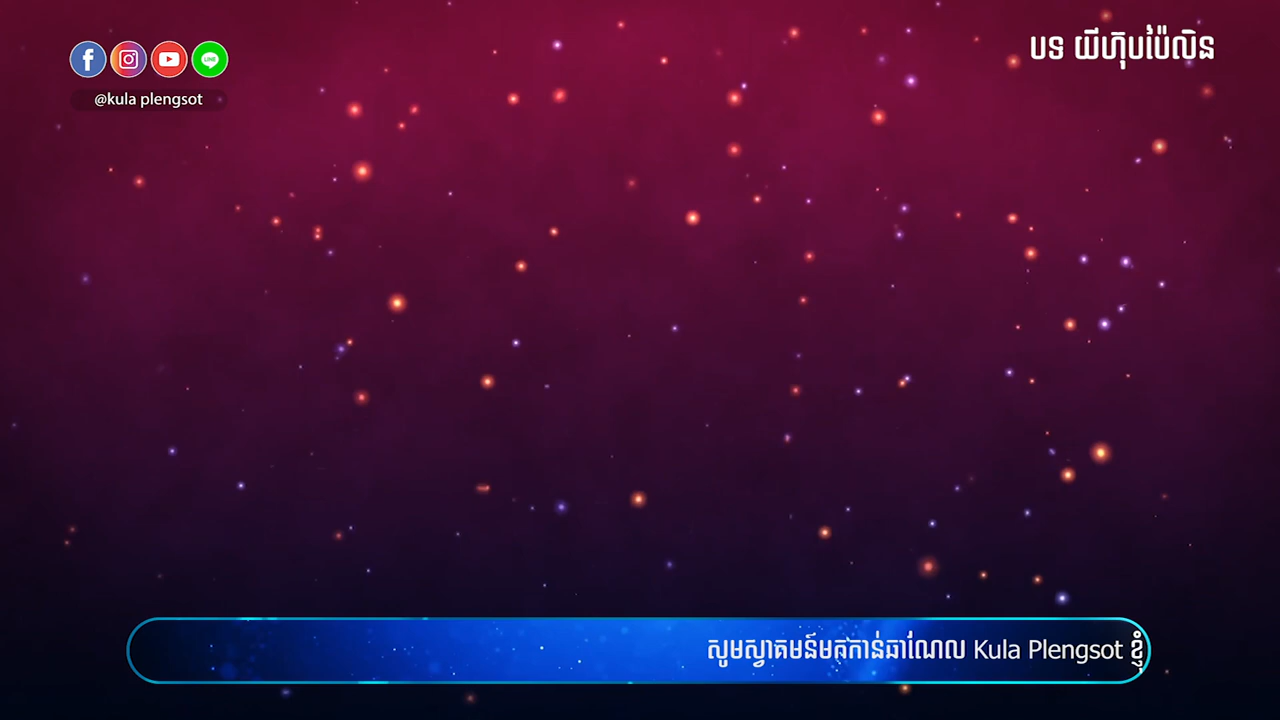 បទ យីហ៊ុបប៉ៃលិន
@kula plengsot
សូមស្វាគមន៍មកកាន់ឆាណែល Kula Plengsot ខ្ញុំ